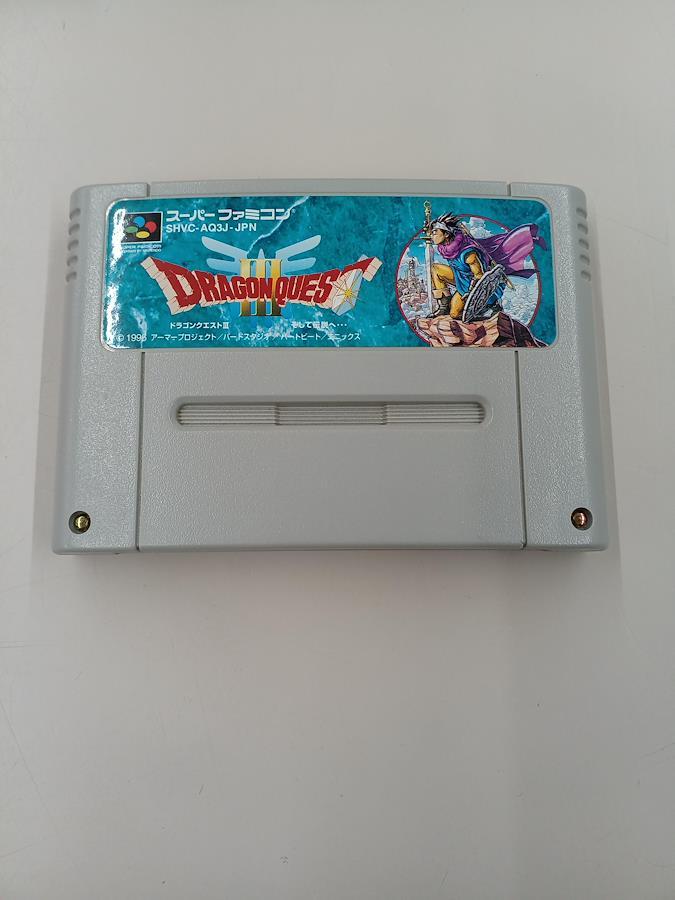 スーパーファミコン®
SHVC-AQ3J-JPN
SUPER FAMICOM
DRAGON QUEST
III
ドラゴンクエストIII そして伝説へ…
© 1996 アーマープロジェクト/バードスタジオ/ハートビート/エニックス